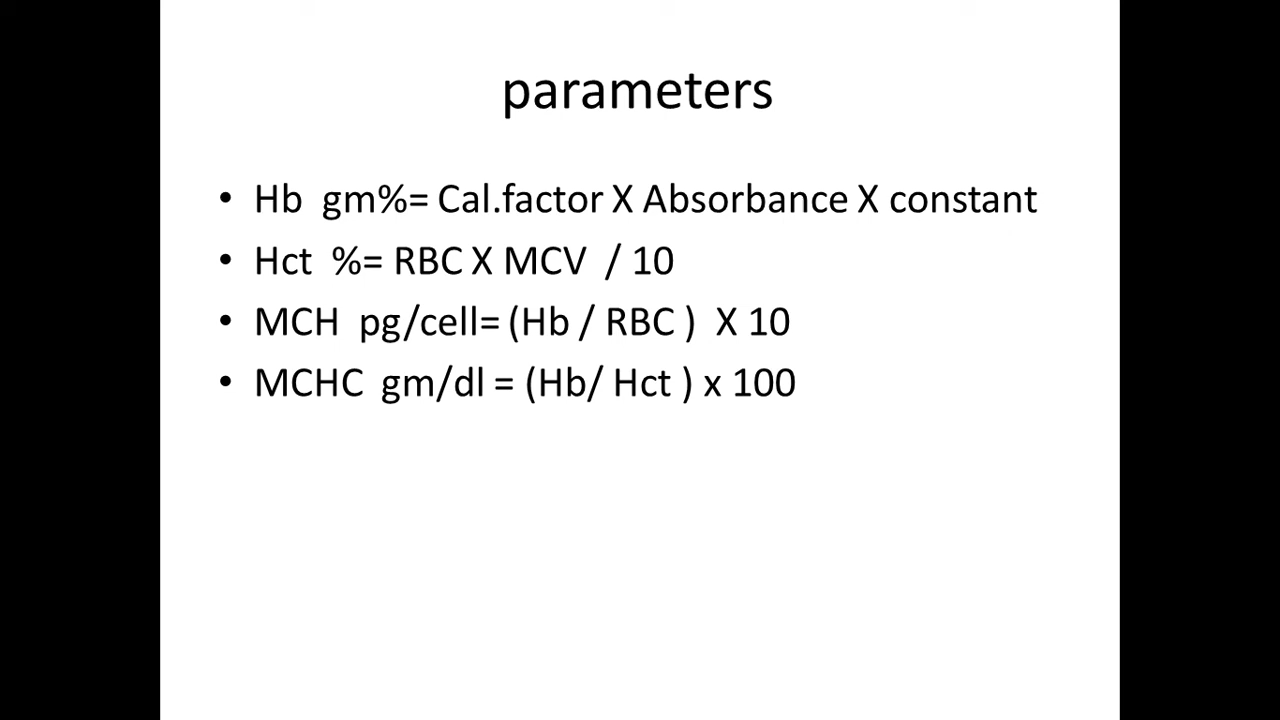 parameters
• Hb gm%= Cal.factor X Absorbance X constant
• Hct %= RBC X MCV / 10
• MCH pg/cell= (Hb / RBC ) X 10
• MCHC gm/dl = (Hb/ Hct ) x 100